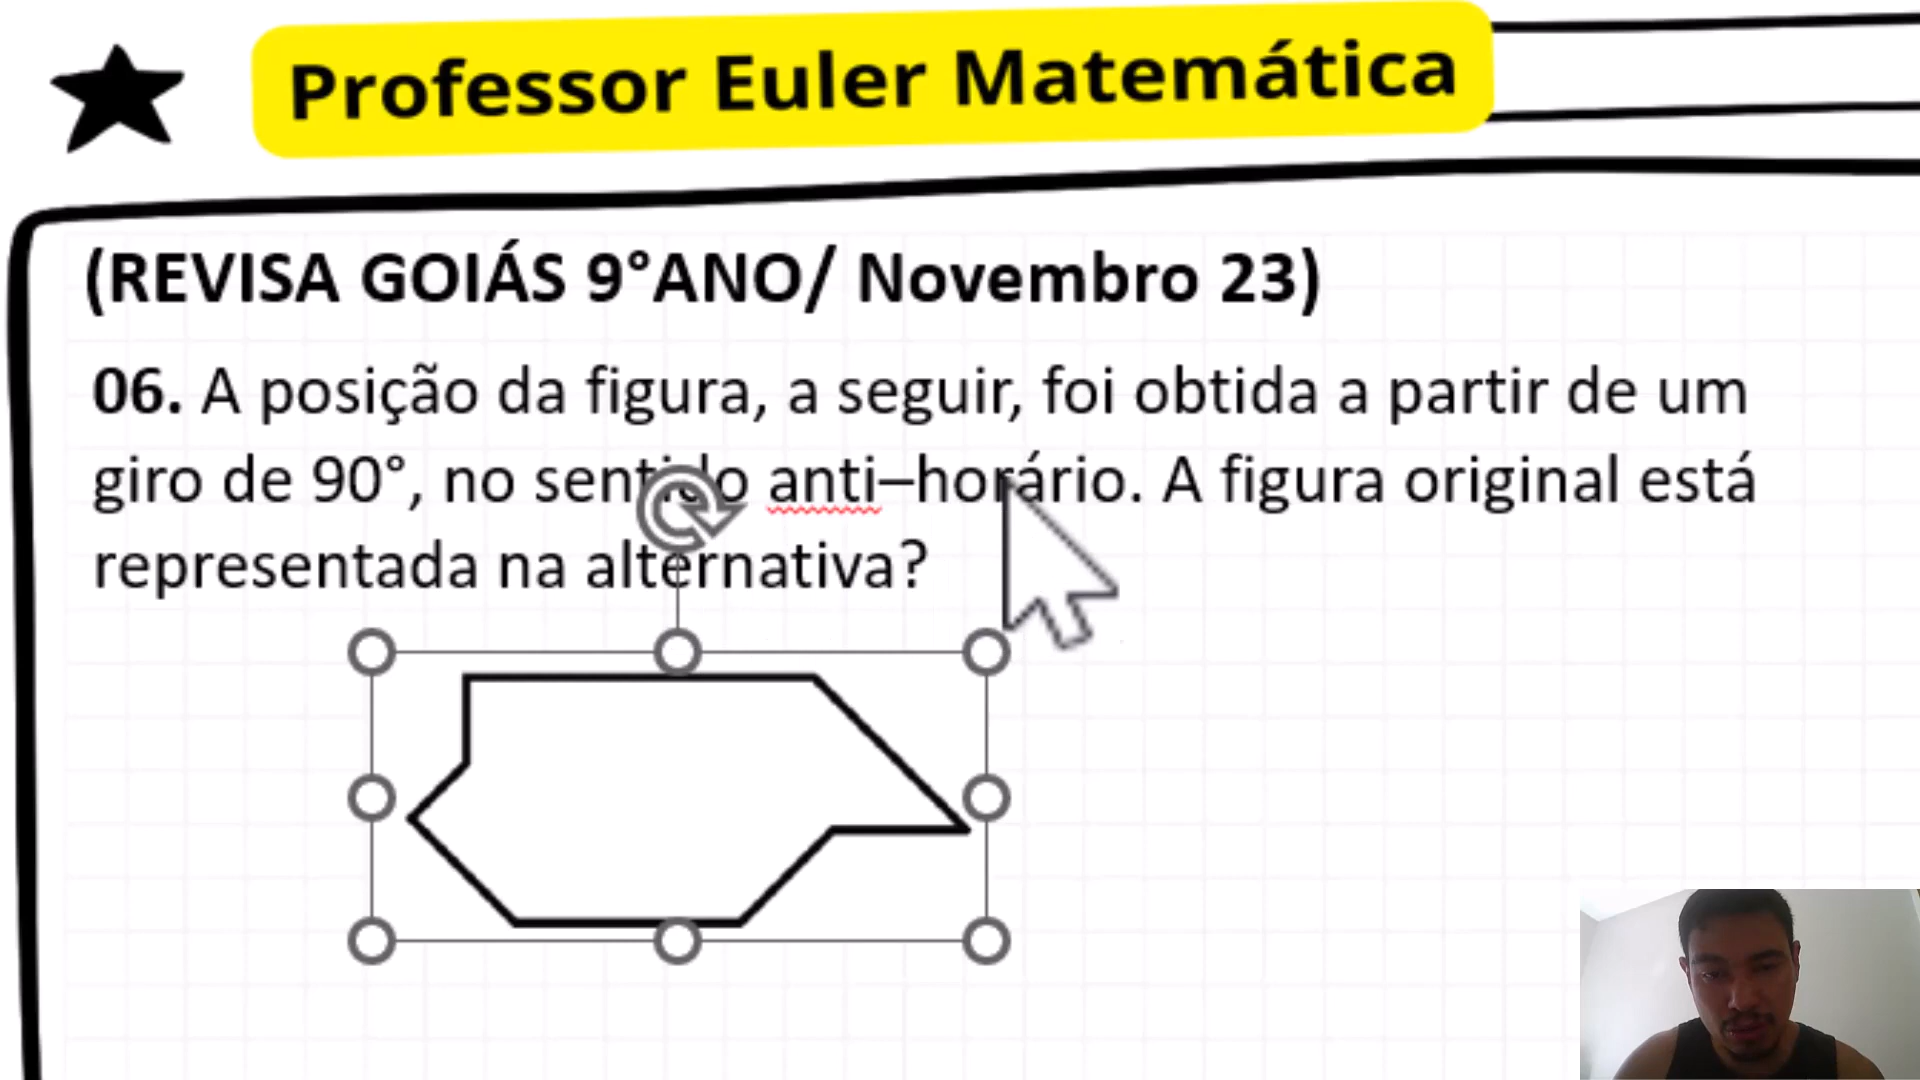 Professor Euler Matemática
(REVISA GOIÁS 9°ANO/ Novembro 23)
06. A posição da figura, a seguir, foi obtida a partir de um
giro de 90°, no sentido anti–horário. A figura original está
representada na alternativa?